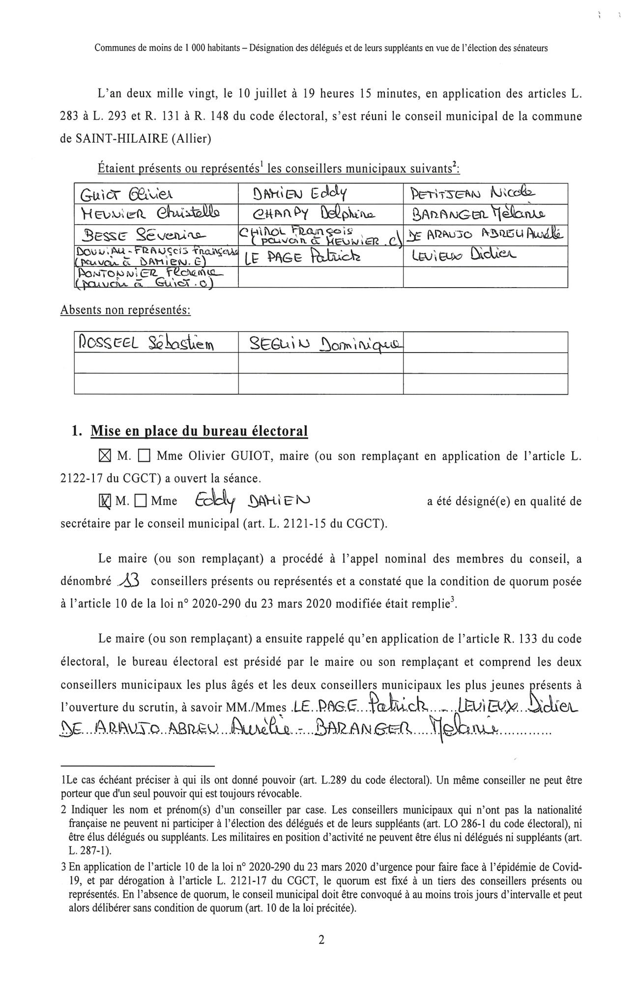 Communes de moins de 1 000 habitants – Désignation des délégués et de leurs suppléants en vue de l'élection des sénateurs
L'an deux mille vingt, le 10 juillet à 19 heures 15 minutes, en application des articles L.
283 à L. 293 et R. 131 à R. 148 du code électoral, s'est réuni le conseil municipal de la commune
de SAINT-HILAIRE (Allier)
Étaient présents ou représentés1 les conseillers municipaux suivants2:
GUIOT Olivier DAMIEN Eddy PETITJEAN Nicole
MEUNIER Christelle CHARPY Delphine BARANGER Mélanie
BESSE Séverine CHIROL François (pouvoir à MEUNIER .C) DE ARAUJO ABREU Aurélie
(pouvoir à DAMIEN. E) LE PAGE Patrick LEVIEUX Didier
PONTONNIER Florence
(pouvoir à Guiot . O)
Absents non représentés:
ROSSEEL Sébastien SEGUIN Dominique
1. Mise en place du bureau électoral
☒ M. ☐ Mme Olivier GUIOT, maire (ou son remplaçant en application de l'article L.
2122-17 du CGCT) a ouvert la séance.
☒ M. ☐ Mme Eddy DAMIEN a été désigné(e) en qualité de
secrétaire par le conseil municipal (art. L. 2121-15 du CGCT).
Le maire (ou son remplaçant) a procédé à l'appel nominal des membres du conseil, a
dénombré 13 conseillers présents ou représentés et a constaté que la condition de quorum posée
à l'article 10 de la loi n° 2020-290 du 23 mars 2020 modifiée était remplie3.
Le maire (ou son remplaçant) a ensuite rappelé qu'en application de l'article R. 133 du code
électoral, le bureau électoral est présidé par le maire ou son remplaçant et comprend les deux
conseillers municipaux les plus âgés et les deux conseillers municipaux les plus jeunes présents à
l'ouverture du scrutin, à savoir MM./Mmes LE PAGE Patrick - LEVIEUX Didier
DE ARAUJO ABREU Aurélie - BARANGER Mélanie
1Le cas échéant préciser à qui ils ont donné pouvoir (art. L.289 du code électoral). Un même conseiller ne peut être
porteur que d'un seul pouvoir qui est toujours révocable.
2 Indiquer les nom et prénom(s) d'un conseiller par case. Les conseillers municipaux qui n'ont pas la nationalité
française ne peuvent ni participer à l'élection des délégués et de leurs suppléants (art. LO 286-1 du code électoral), ni
être élus délégués ou suppléants. Les militaires en position d'activité ne peuvent être élus ni délégués ni suppléants (art.
L. 287-1).
3 En application de l'article 10 de la loi n° 2020-290 du 23 mars 2020 d'urgence pour faire face à l'épidémie de Covid-
19, et par dérogation à l'article L. 2121-17 du CGCT, le quorum est fixé à un tiers des conseillers présents ou
représentés. En l'absence de quorum, le conseil municipal doit être convoqué à au moins trois jours d'intervalle et peut
alors délibérer sans condition de quorum (art. 10 de la loi précitée).
2